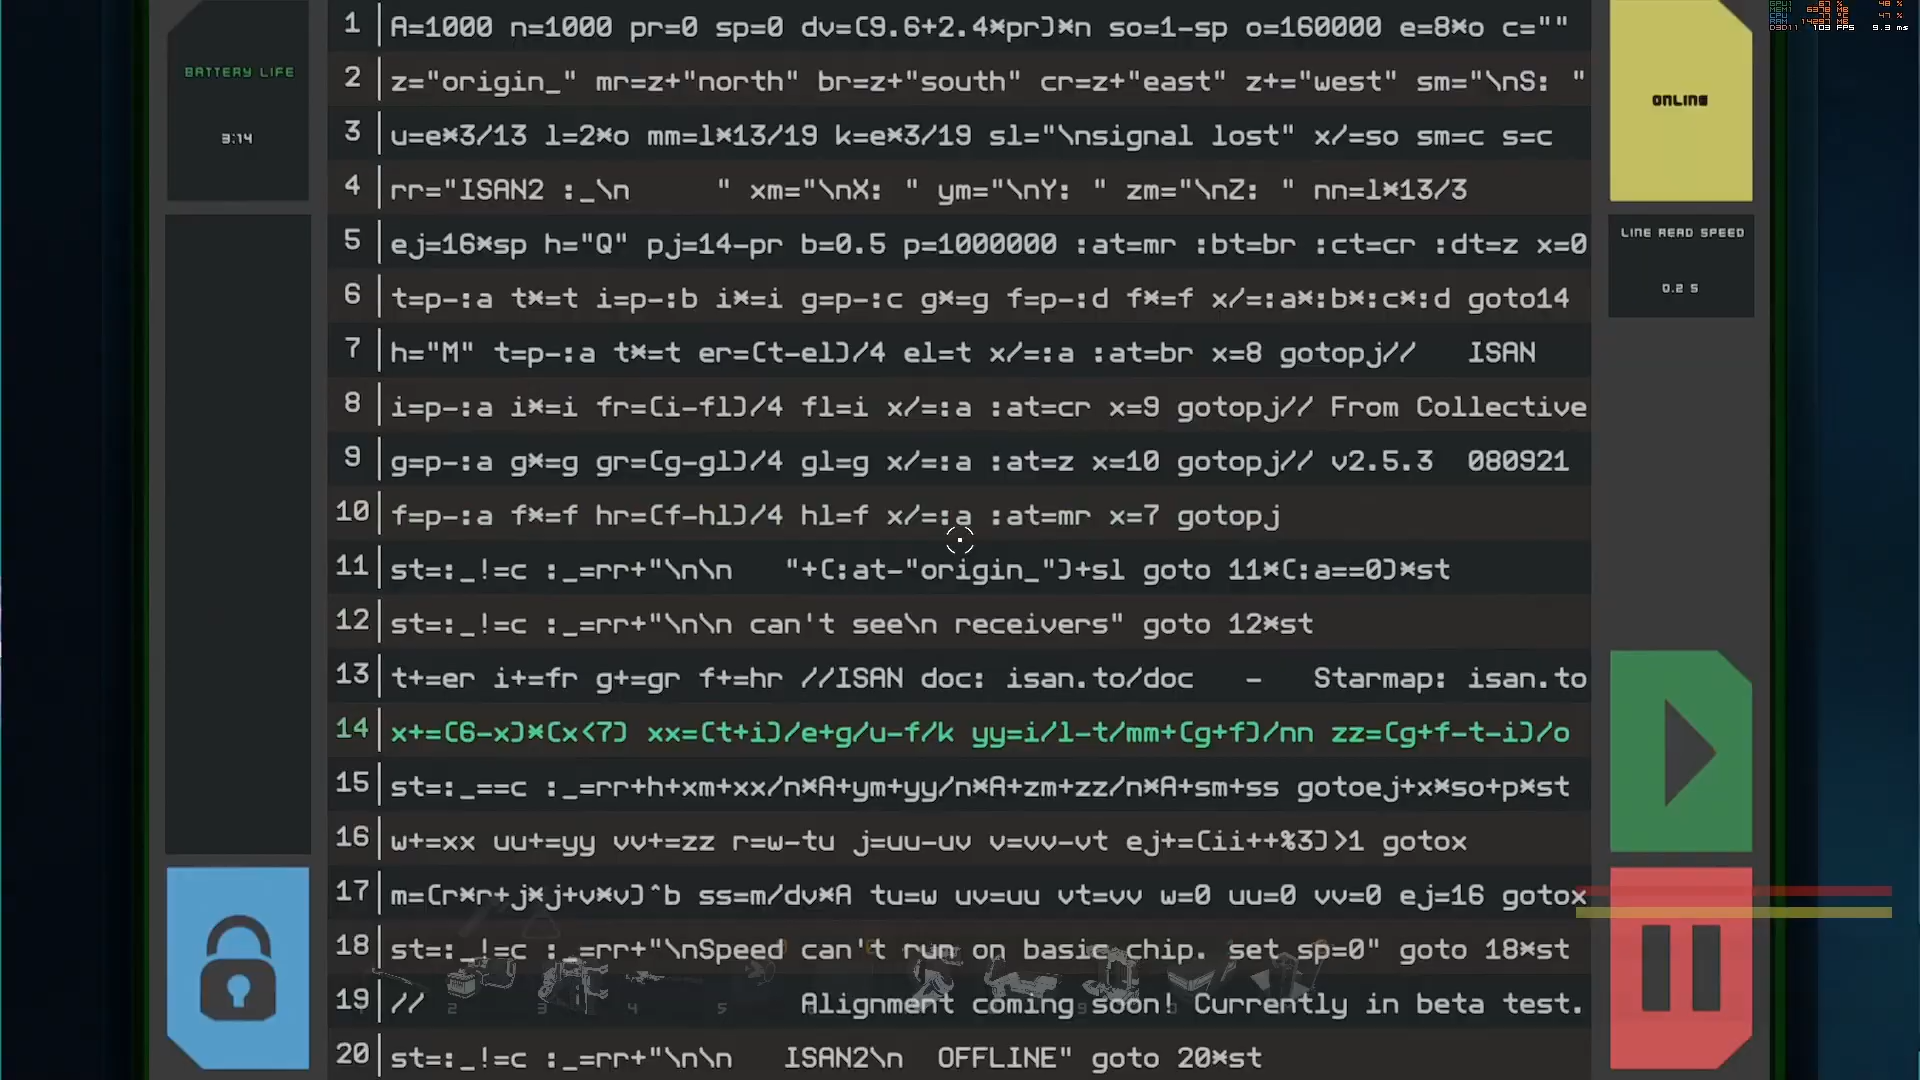 BATTERY LIFE
3:14
1 A=1000 n=1000 pr=0 sp=0 dv=(9.6+2.4*pr)*n so=1-sp o=160000 e=8*o c=""
2 z="origin_" mr=z+"north" br=z+"south" cr=z+"east" z+="west" sm="\nS: "
3 u=e*3/13 l=2*o mm=l*13/19 k=e*3/19 sl="\nsignal lost" x/=so sm=c s=c
4 rr="ISAN2 :_\n     " xm="\nX: " ym="\nY: " zm="\nZ: " nn=l*13/3
5 ej=16*sp h="Q" pj=14-pr b=0.5 p=1000000 :at=mr :bt=br :ct=cr :dt=z x=0
6 t=p-:a t*=t i=p-:b i*=i g=p-:c g*=g f=p-:d f*=f x/=:a*:b*:c*:d goto14
7 h="M" t=p-:a t*=t er=(t-el)/4 el=t x/=:a :at=br x=8 gotopj//   ISAN
8 i=p-:a i*=i fr=(i-fl)/4 fl=i x/=:a :at=cr x=9 gotopj// From Collective
9 g=p-:a g*=g gr=(g-gl)/4 gl=g x/=:a :at=z x=10 gotopj// v2.5.3  080921
10 f=p-:a f*=f hr=(f-hl)/4 hl=f x/=:a :at=mr x=7 gotopj
11 st=:_!=c :_=rr+"\n\n   "+(:at-"origin_")+sl goto 11*(:a==0)*st
12 st=:_!=c :_=rr+"\n\n can't see\n receivers" goto 12*st
13 t+=er i+=fr g+=gr f+=hr //ISAN doc: isan.to/doc   -   Starmap: isan.to
14 x+=(6-x)*(x<7) xx=(t+i)/e+g/u-f/k yy=i/l-t/mm+(g+f)/nn zz=(g+f-t-i)/o
15 st=:_==c :_=rr+h+xm+xx/n*A+ym+yy/n*A+zm+zz/n*A+sm+ss gotoej+x*so+p*st
16 w+=xx uu+=yy vv+=zz r=w-tu j=uu-uv v=vv-vt ej+=(ii++%3)>1 gotox
17 m=(r*r+j*j+v*v)^b ss=m/dv*A tu=w uv=uu vt=vv w=0 uu=0 vv=0 ej=16 gotox
18 st=:_!=c :_=rr+"\nSpeed can't run on basic chip. set sp=0" goto 18*st
19 //                      Alignment coming soon! Currently in beta test.
20 st=:_!=c :_=rr+"\n\n   ISAN2\n  OFFLINE" goto 20*st
ONLINE
LINE READ SPEED
0.2 S
2 3 4 5